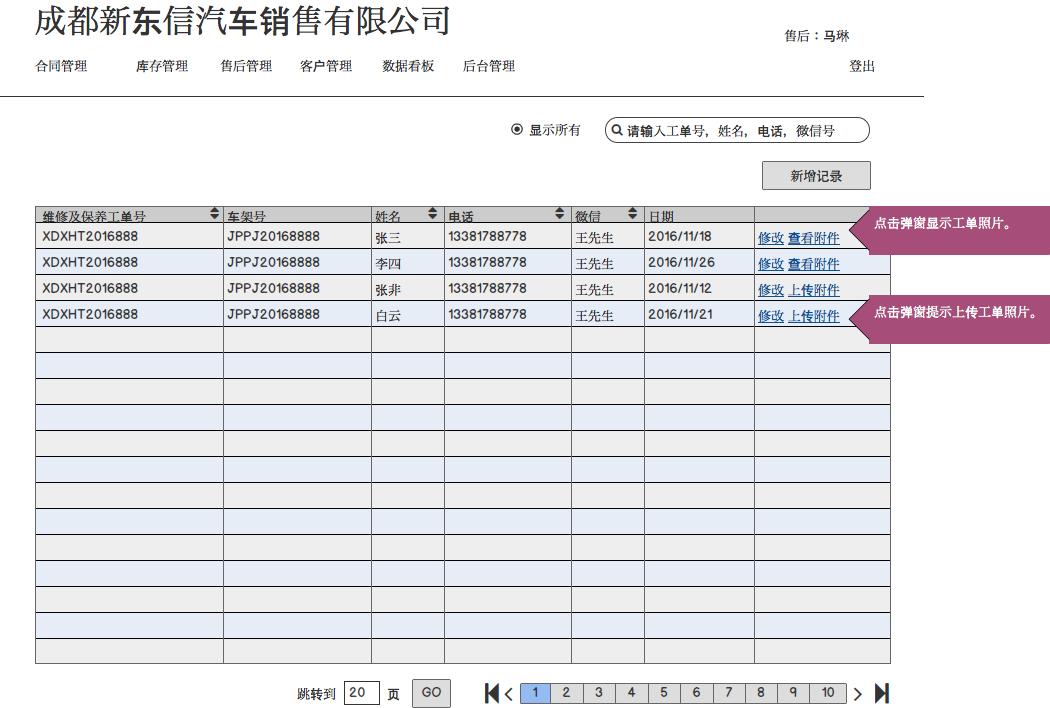 成都新东信汽车销售有限公司
售后：马琳
合同管理 库存管理 售后管理 客户管理 数据看板 后台管理 登出
显示所有 请输入工单号，姓名，电话，微信号
新增记录
维修及保养工单号 车架号 姓名 电话 微信 日期
XDXHT2016888 JPPJ20168888 张三 13381788778 王先生 2016/11/18 修改 查看附件
点击弹窗显示工单照片。
XDXHT2016888 JPPJ20168888 李四 13381788778 王先生 2016/11/26 修改 查看附件
XDXHT2016888 JPPJ20168888 张非 13381788778 王先生 2016/11/12 修改 上传附件
XDXHT2016888 JPPJ20168888 白云 13381788778 王先生 2016/11/21 修改 上传附件
点击弹窗提示上传工单照片。
跳转到 20 页 GO 1 2 3 4 5 6 7 8 9 10